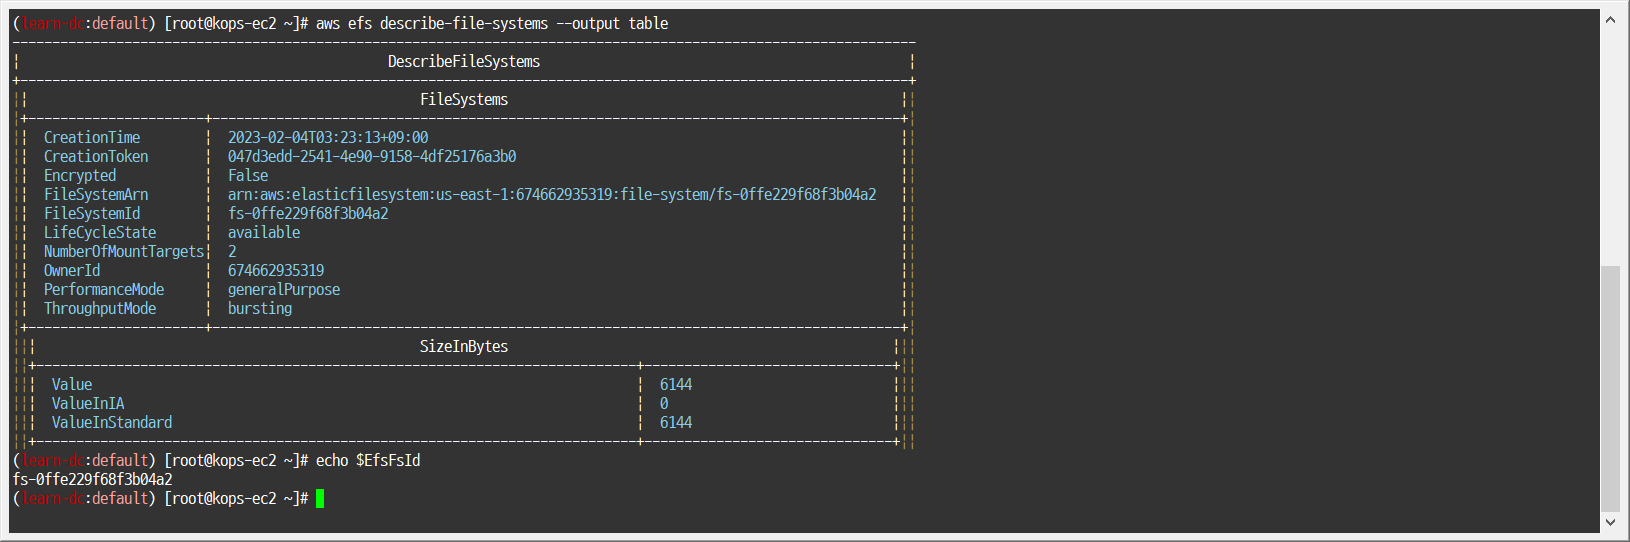 (learn-dc:default) [root@kops-ec2 ~]# aws efs describe-file-systems --output table
DescribeFileSystems
FileSystems
CreationTime | 2023-02-04T03:23:13+09:00
CreationToken | 047d3edd-2541-4e90-9158-4df25176a3b0
Encrypted | False
FileSystemArn | arn:aws:elasticfilesystem:us-east-1:674662935319:file-system/fs-0ffe229f68f3b04a2
FileSystemId | fs-0ffe229f68f3b04a2
LifeCycleState | available
NumberOfMountTargets| 2
OwnerId | 674662935319
PerformanceMode | generalPurpose
ThroughputMode | bursting
SizeInBytes
Value | 6144
ValueInIA | 0
ValueInStandard | 6144
(learn-dc:default) [root@kops-ec2 ~]# echo $EfsFsId
fs-0ffe229f68f3b04a2
(learn-dc:default) [root@kops-ec2 ~]#